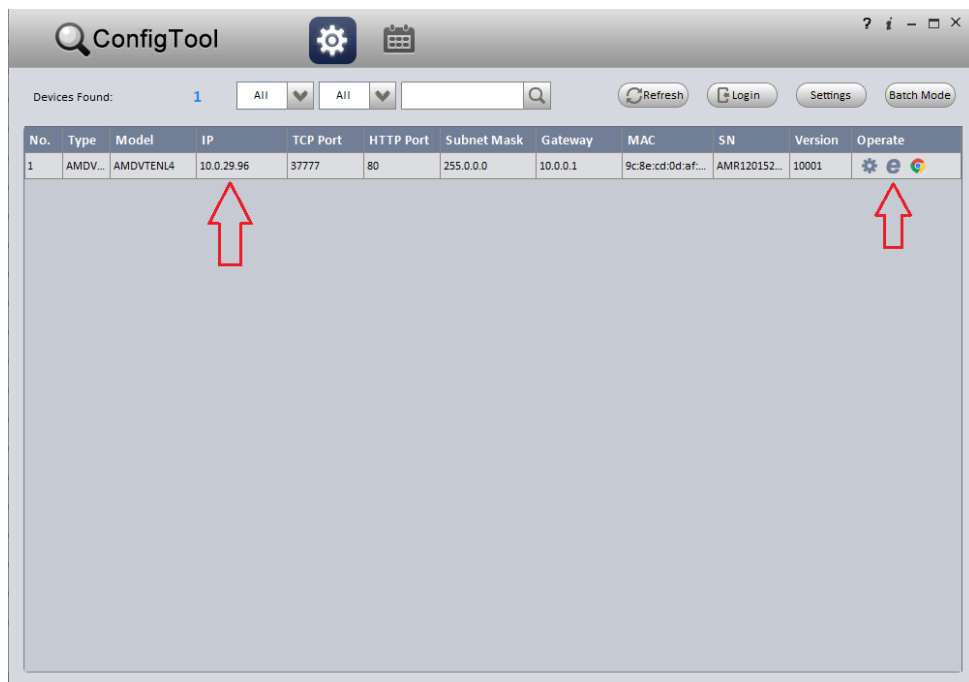 ConfigTool
? i
Devices Found: 1 All All Refresh Login Settings Batch Mode
No. Type Model IP TCP Port HTTP Port Subnet Mask Gateway MAC SN Version Operate
1 AMDV... AMDVTENL4 10.0.29.96 37777 80 255.0.0.0 10.0.0.1 9c:8e:cd:0d:af:... AMR120152... 10001